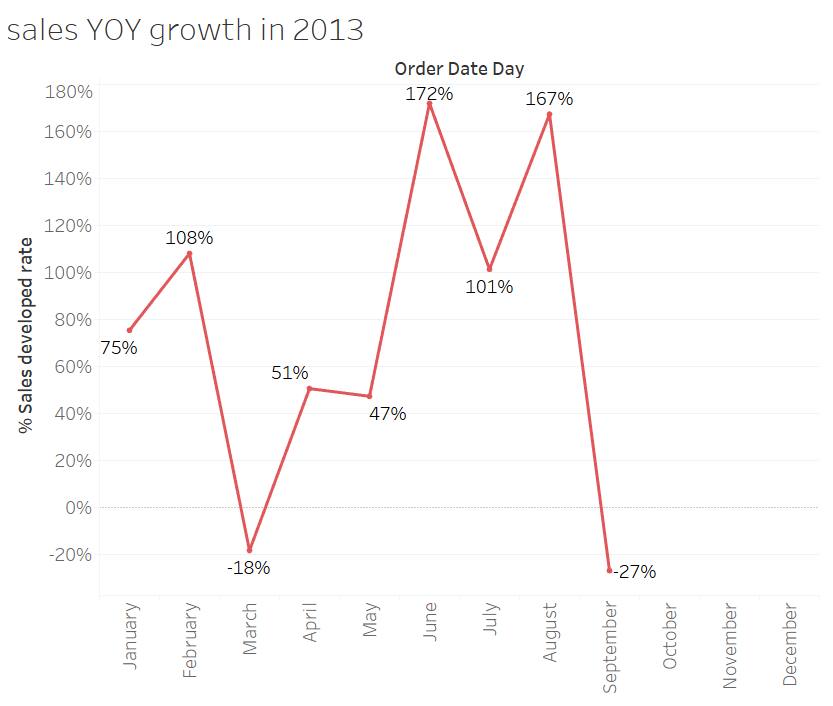 sales YOY growth in 2013
Order Date Day
180%
160%
140%
120%
100%
80%
60%
40%
20%
0%
-20%
% Sales developed rate
75%
108%
-18%
51%
47%
172%
101%
167%
-27%
January
February
March
April
May
June
July
August
September
October
November
December